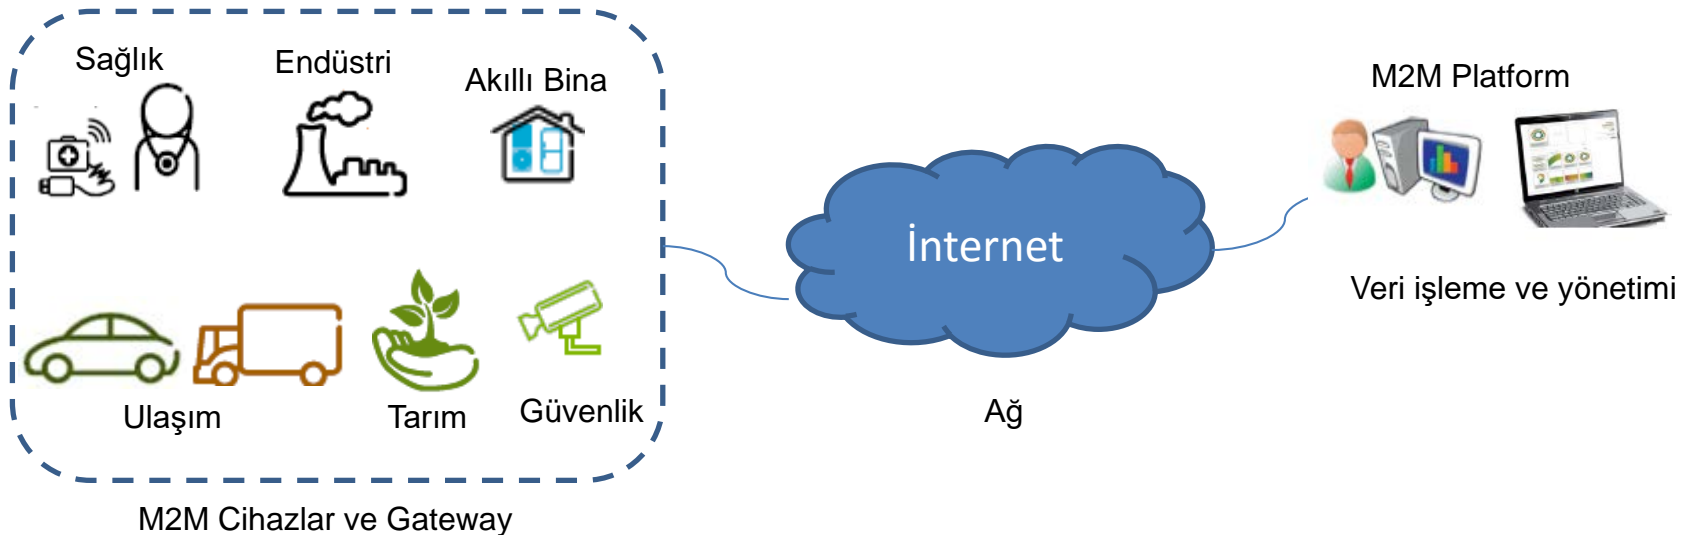 Sağlık
Endüstri
Akıllı Bina
Ulaşım
Tarım
Güvenlik
M2M Cihazlar ve Gateway
İnternet
Ağ
M2M Platform
Veri işleme ve yönetimi